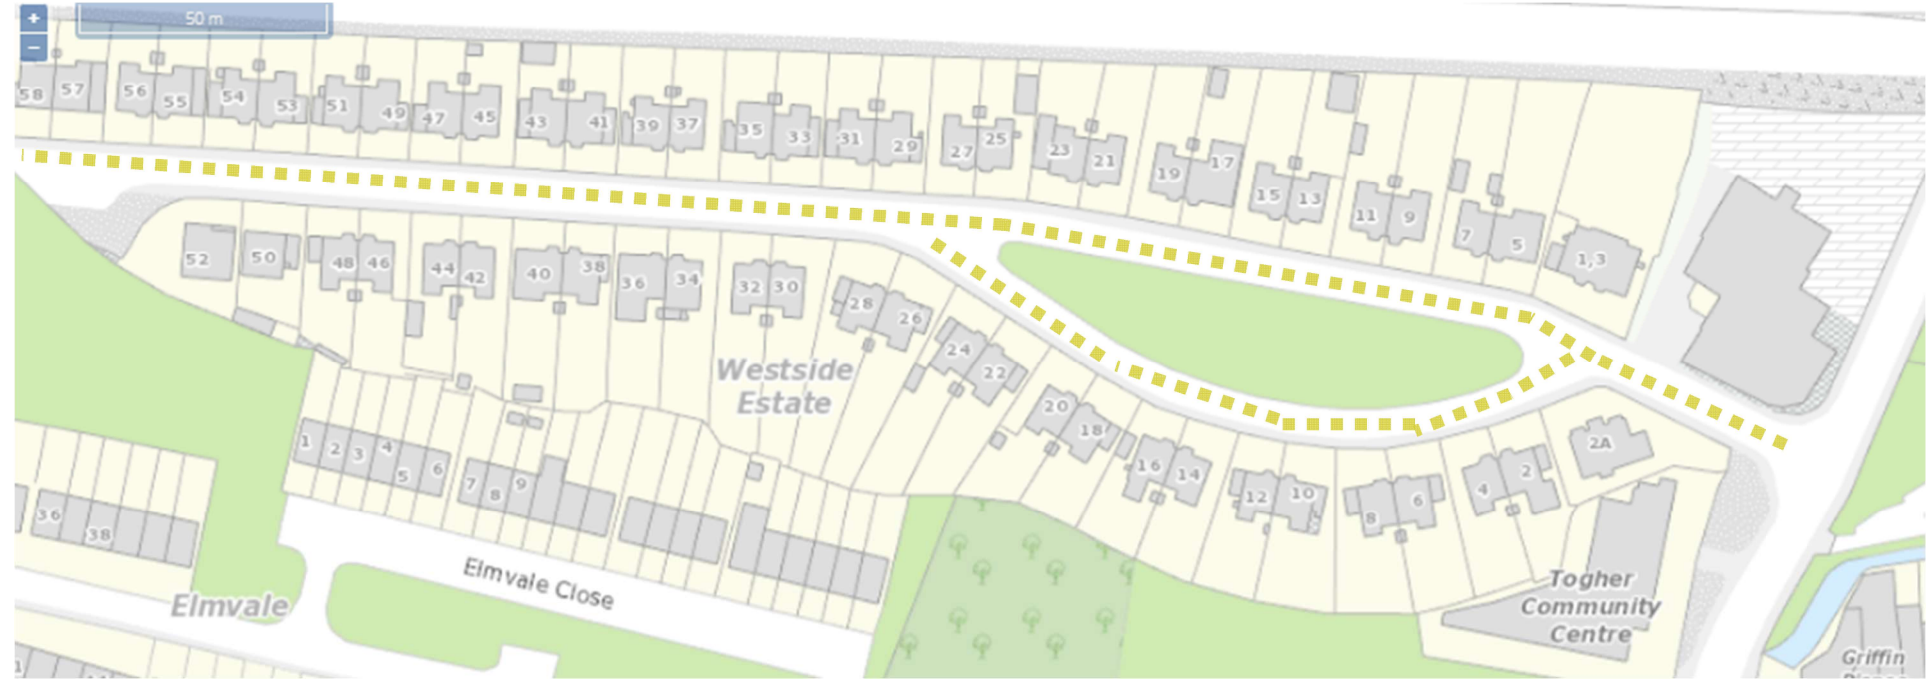 +
50 m
−
58 57 56 55 54 53 51 49 47 45 43 41 39 37 35 33 31 29 27 25 23 21 19 17 15 13 11 9 7 5 1,3
52 50 48 46 44 42 40 38 36 34 32 30 28 26 24 22 20 18 16 14 12 10 8 6 4 2 2A
Westside
Estate
1 2 3 4 5 6 7 8 9
36 38
Elmvale Close
Elmvale
Togher
Community
Centre
Griffin